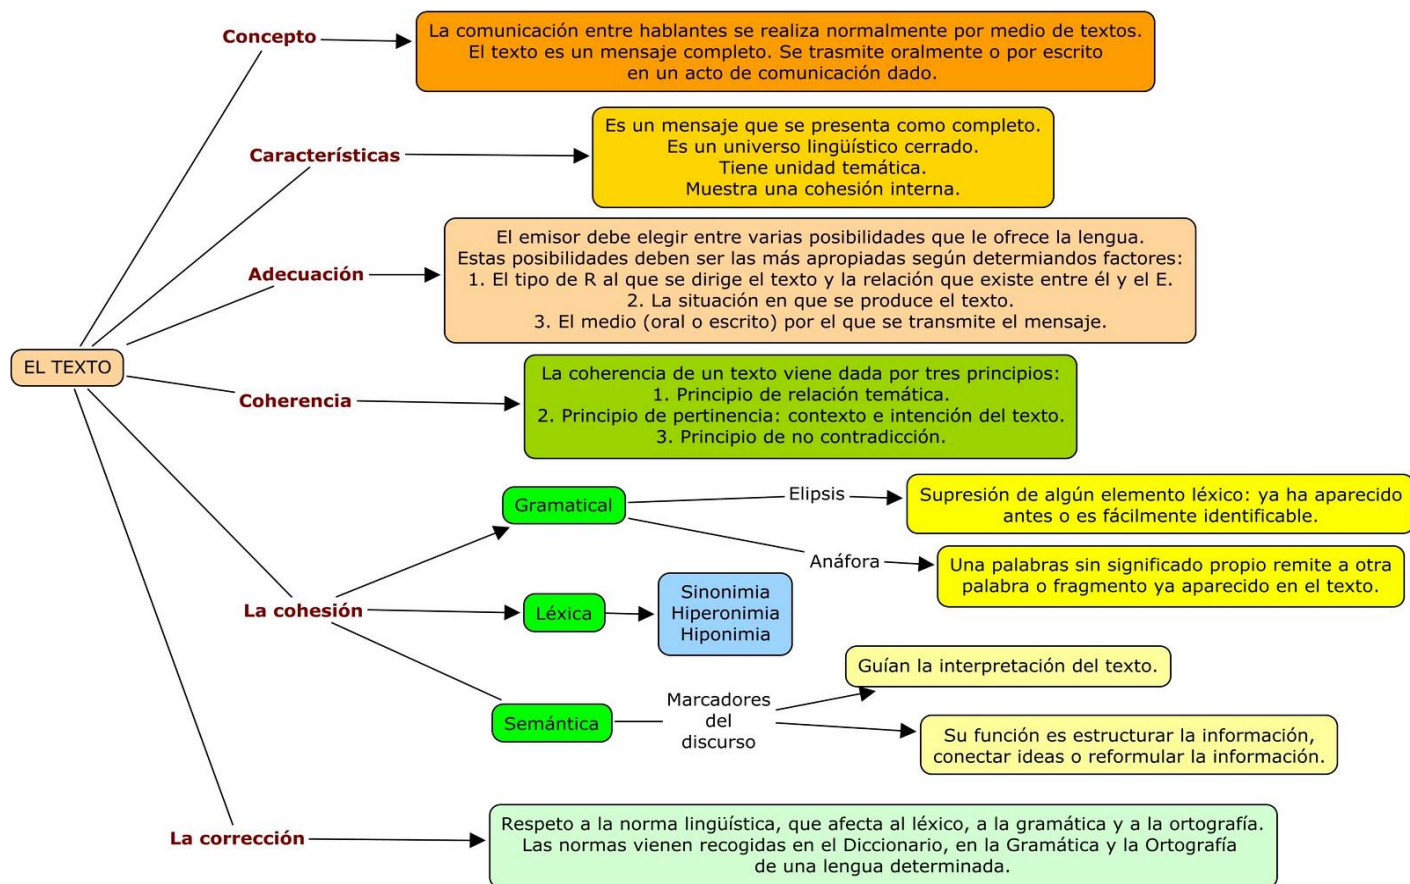 Concepto
La comunicación entre hablantes se realiza normalmente por medio de textos.
El texto es un mensaje completo. Se trasmite oralmente o por escrito
en un acto de comunicación dado.
Características
Es un mensaje que se presenta como completo.
Es un universo lingüístico cerrado.
Tiene unidad temática.
Muestra una cohesión interna.
Adecuación
El emisor debe elegir entre varias posibilidades que le ofrece la lengua.
Estas posibilidades deben ser las más apropiadas según determiandos factores:
1. El tipo de R al que se dirige el texto y la relación que existe entre él y el E.
2. La situación en que se produce el texto.
3. El medio (oral o escrito) por el que se transmite el mensaje.
EL TEXTO
Coherencia
La coherencia de un texto viene dada por tres principios:
1. Principio de relación temática.
2. Principio de pertinencia: contexto e intención del texto.
3. Principio de no contradicción.
La cohesión
Gramatical
Elipsis
Supresión de algún elemento léxico: ya ha aparecido
antes o es fácilmente identificable.
Anáfora
Una palabras sin significado propio remite a otra
palabra o fragmento ya aparecido en el texto.
Léxica
Sinonimia
Hiperonimia
Hiponimia
Semántica
Marcadores
del
discurso
Guían la interpretación del texto.
Su función es estructurar la información,
conectar ideas o reformular la información.
La corrección
Respeto a la norma lingüística, que afecta al léxico, a la gramática y a la ortografía.
Las normas vienen recogidas en el Diccionario, en la Gramática y la Ortografía
de una lengua determinada.